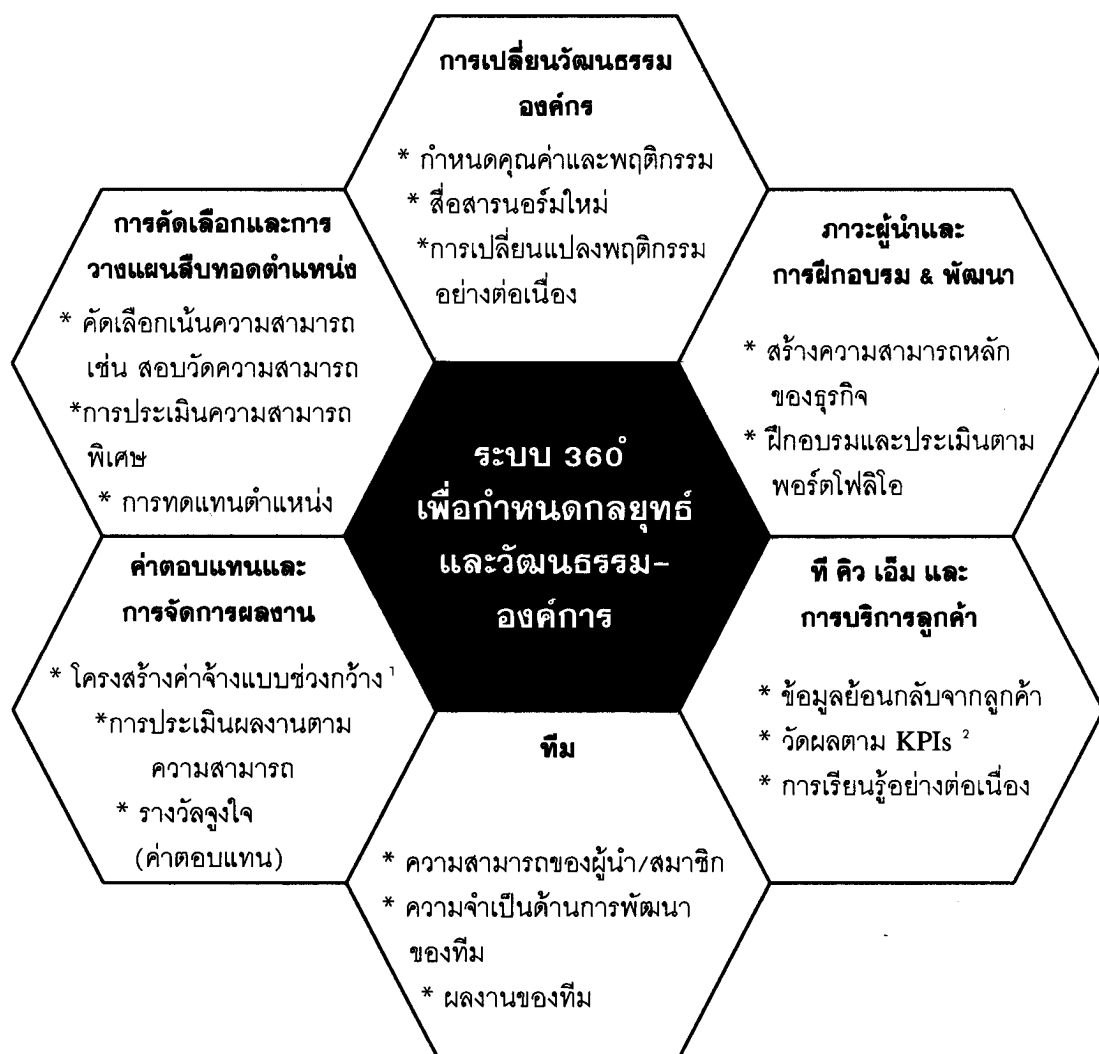 การเปลี่ยนวัฒนธรรม
องค์กร
* กำหนดคุณค่าและพฤติกรรม
* สื่อสารนอร์มใหม่
*การเปลี่ยนแปลงพฤติกรรม
อย่างต่อเนื่อง
การคัดเลือกและการ
วางแผนสืบทอดตำแหน่ง
* คัดเลือกเน้นความสามารถ
เช่น สอบวัดความสามารถ
*การประเมินความสามารถ
พิเศษ
* การทดแทนตำแหน่ง
ภาวะผู้นำและ
การฝึกอบรม & พัฒนา
* สร้างความสามารถหลัก
ของธุรกิจ
* ฝึกอบรมและประเมินตาม
พอร์ตโฟลิโอ
ระบบ 360°
เพื่อกำหนดกลยุทธ์
และวัฒนธรรม-
องค์การ
ค่าตอบแทนและ
การจัดการผลงาน
* โครงสร้างค่าจ้างแบบช่วงกว้าง ¹
*การประเมินผลงานตาม
ความสามารถ
* รางวัลจูงใจ
(ค่าตอบแทน)
ที คิว เอ็ม และ
การบริการลูกค้า
* ข้อมูลย้อนกลับจากลูกค้า
* วัดผลตาม KPIs ²
* การเรียนรู้อย่างต่อเนื่อง
ทีม
* ความสามารถของผู้นำ/สมาชิก
* ความจำเป็นด้านการพัฒนา
ของทีม
* ผลงานของทีม